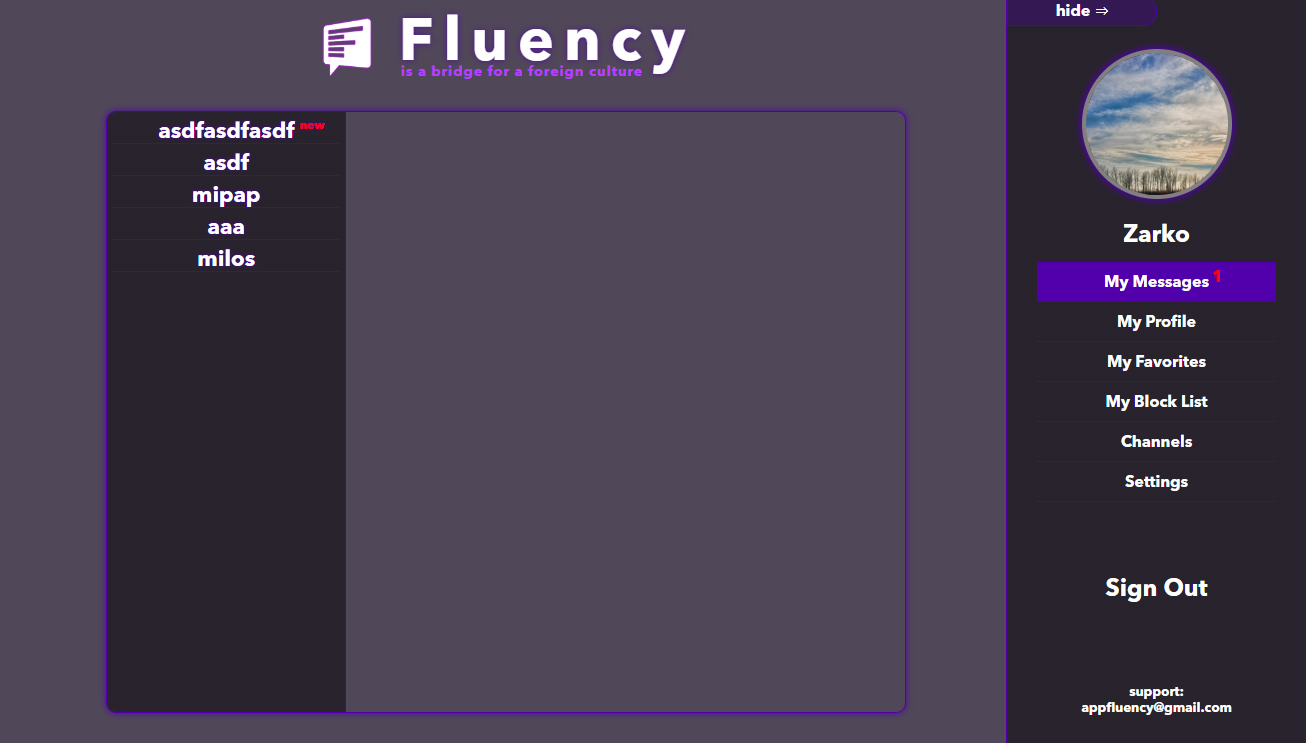 Fluency
is a bridge for a foreign culture
asdfasdfasdf new
asdf
mipap
aaa
milos
hide ⇒
Zarko
My Messages 1
My Profile
My Favorites
My Block List
Channels
Settings
Sign Out
support:
appfluency@gmail.com